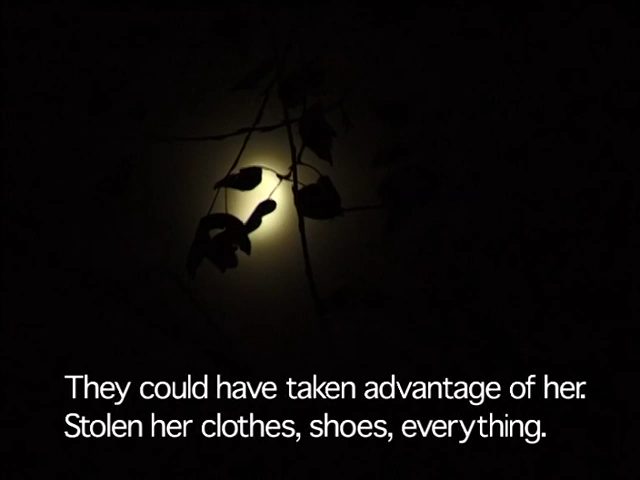 They could have taken advantage of her.
Stolen her clothes, shoes, everything.